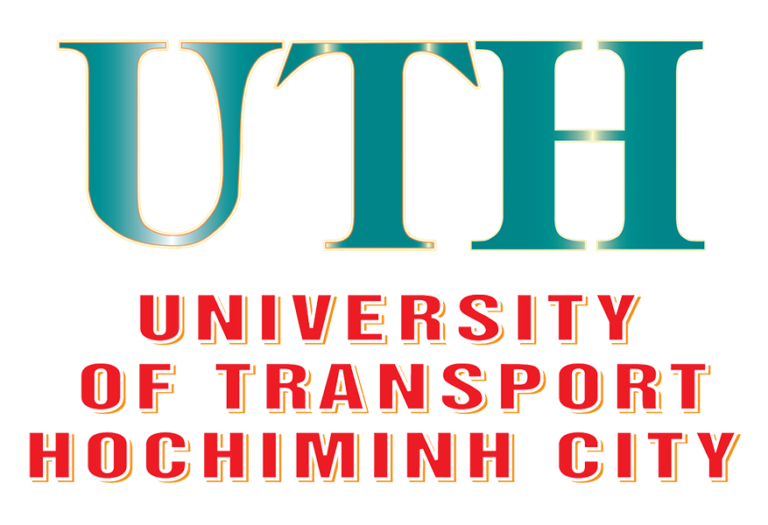 UTH
UNIVERSITY
OF TRANSPORT
HOCHIMINH CITY